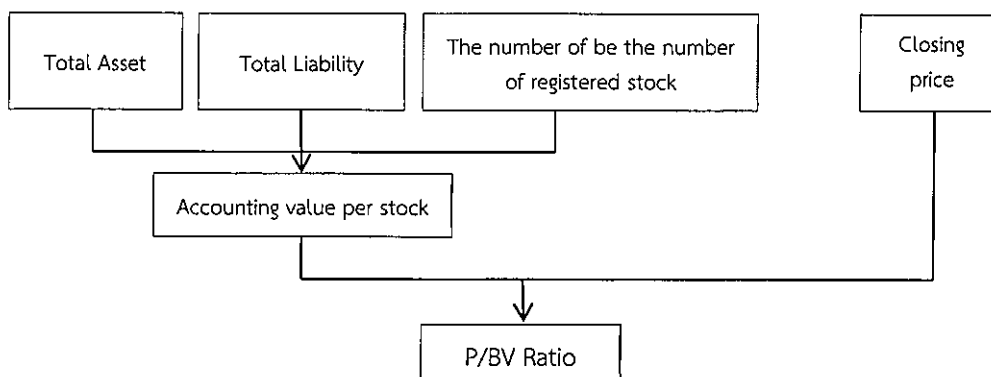 Total Asset
Total Liability
The number of be the number
of registered stock
Closing
price
Accounting value per stock
P/BV Ratio